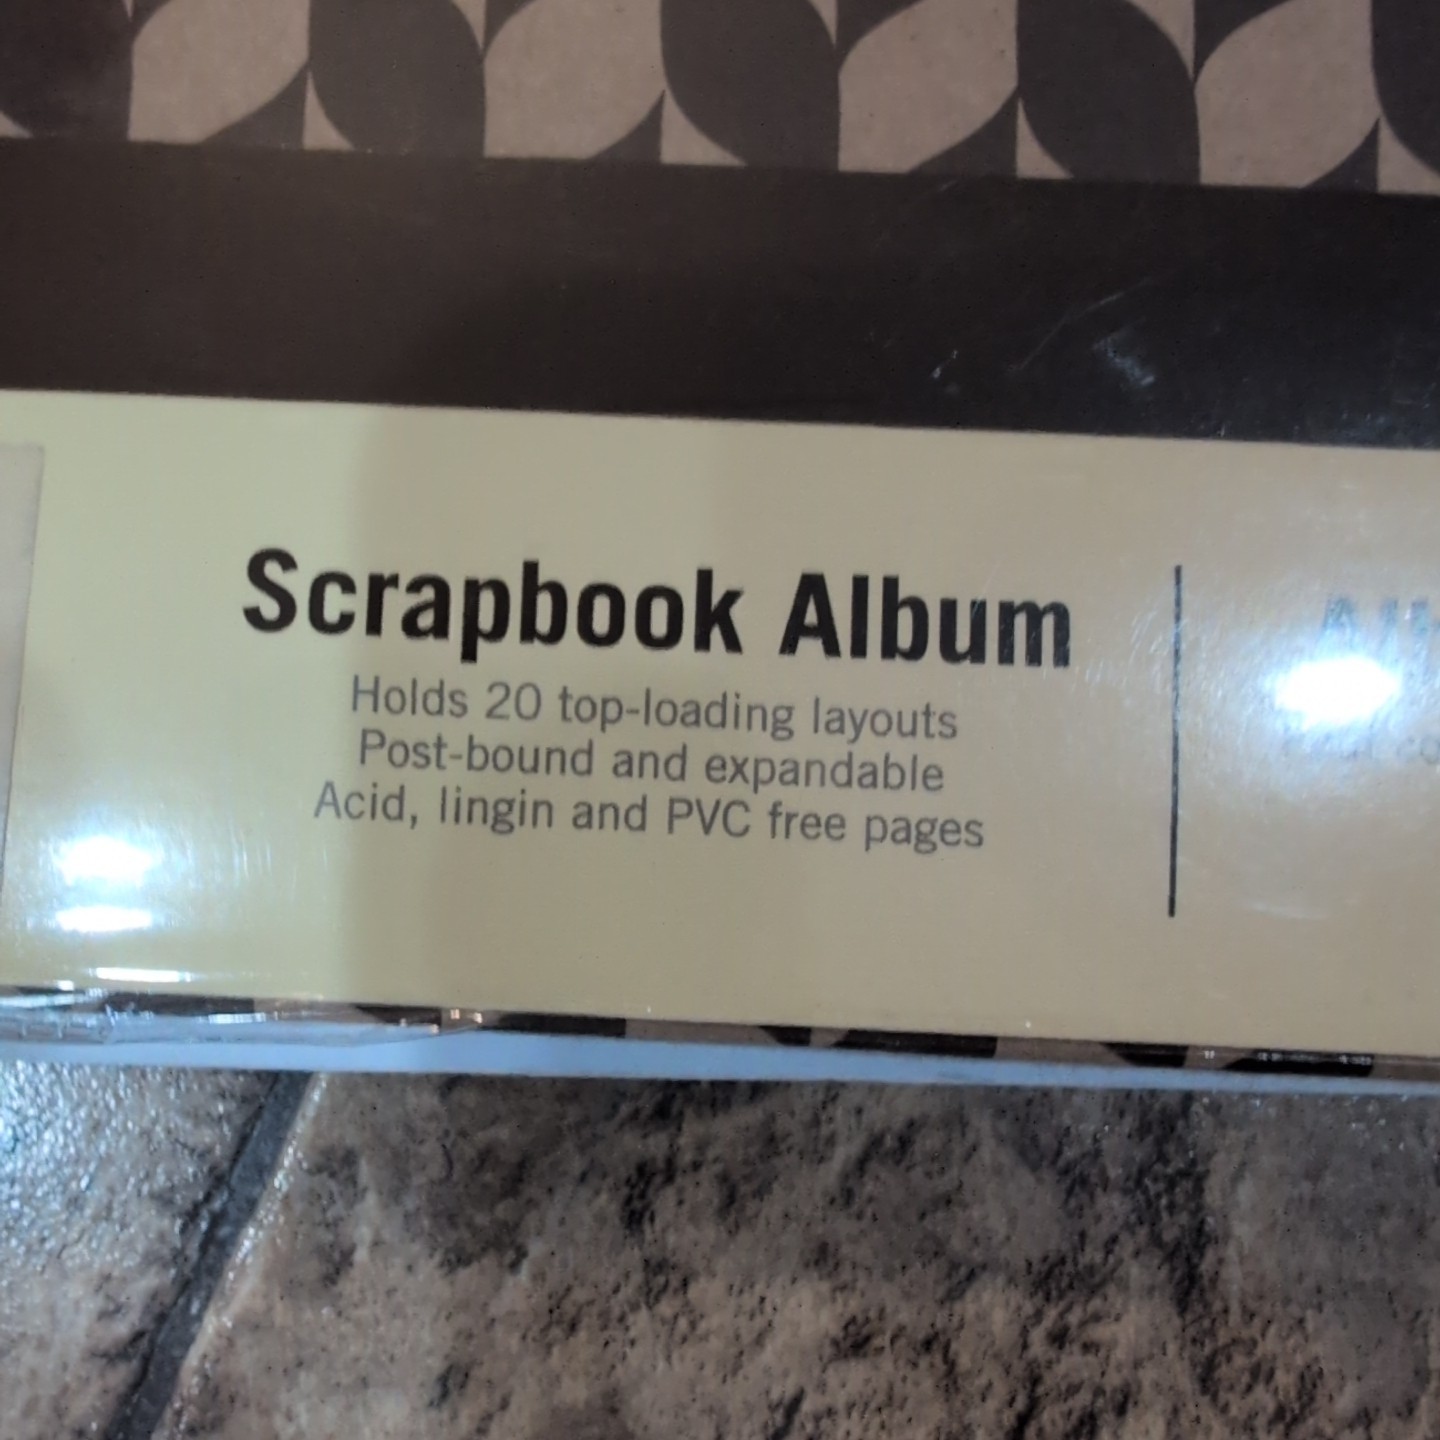 Scrapbook Album
Holds 20 top-loading layouts
Post-bound and expandable
Acid, lingin and PVC free pages